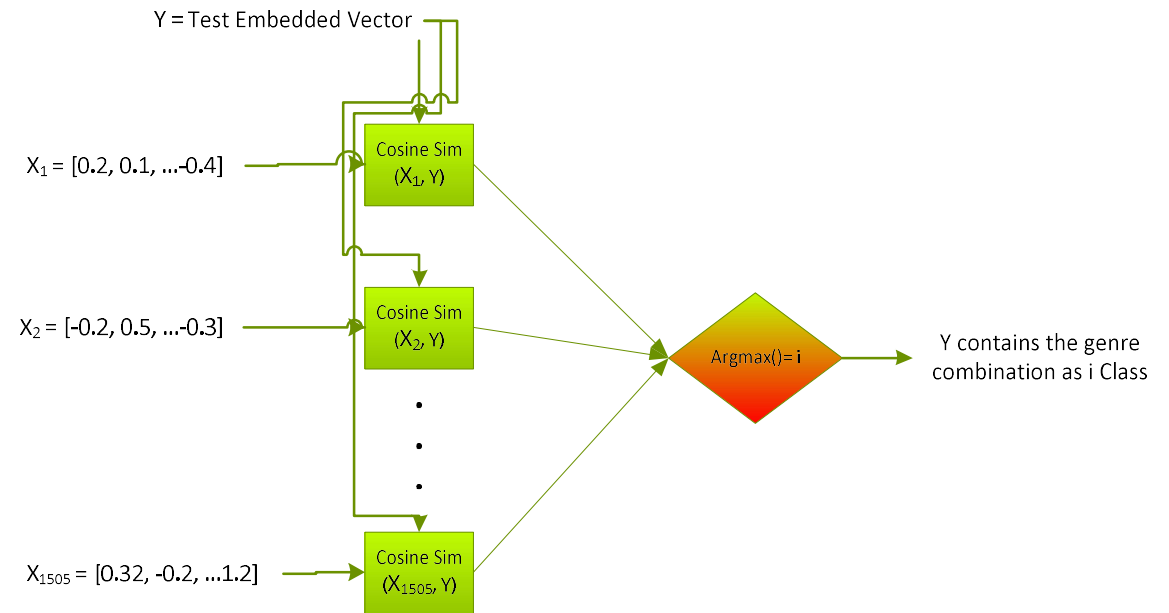 Y = Test Embedded Vector
X₁ = [0.2, 0.1, ...-0.4]
Cosine Sim
(X₁, Y)
X₂ = [-0.2, 0.5, ...-0.3]
Cosine Sim
(X₂, Y)
Argmax()= i
Y contains the genre
combination as i Class
.
.
.
X₁₅₀₅ = [0.32, -0.2, ...1.2]
Cosine Sim
(X₁₅₀₅, Y)